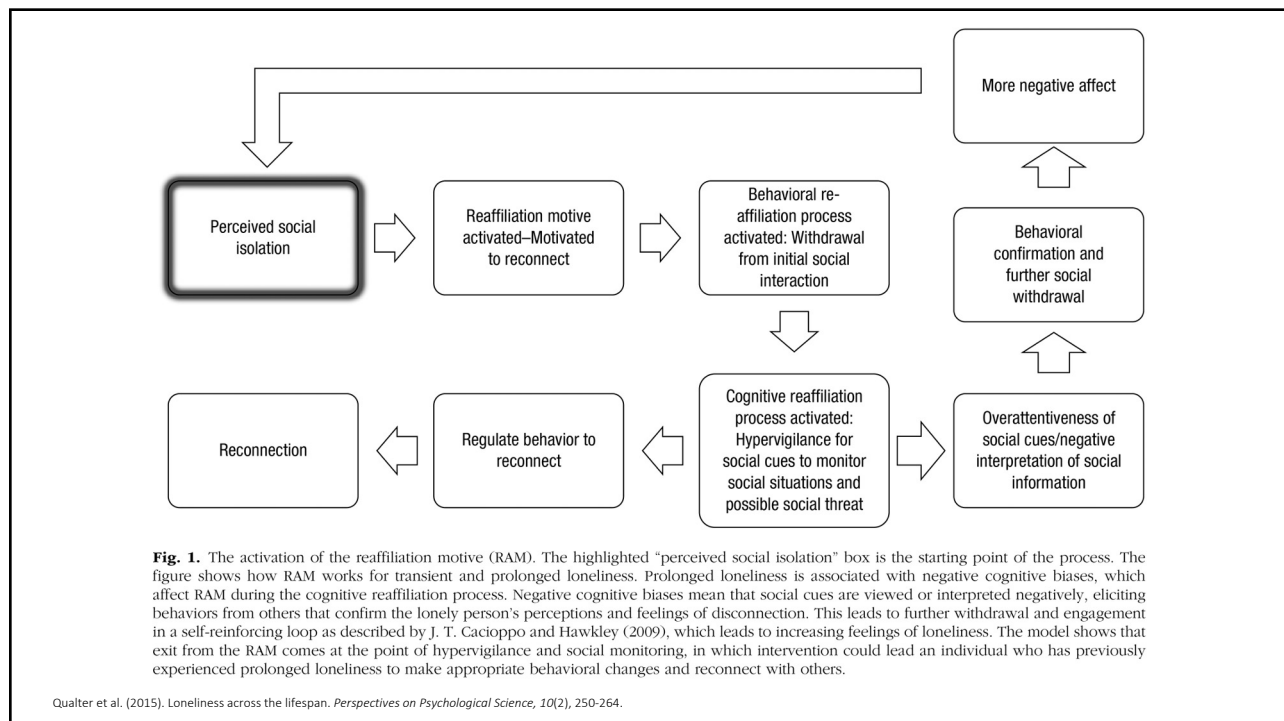 More negative affect
Perceived social
isolation
Reaffiliation motive
activated–Motivated
to reconnect
Behavioral re-
affiliation process
activated: Withdrawal
from initial social
interaction
Behavioral
confirmation and
further social
withdrawal
Reconnection
Regulate behavior to
reconnect
Cognitive reaffiliation
process activated:
Hypervigilance for
social cues to monitor
social situations and
possible social threat
Overattentiveness of
social cues/negative
interpretation of social
information
Fig. 1. The activation of the reaffiliation motive (RAM). The highlighted “perceived social isolation” box is the starting point of the process. The
figure shows how RAM works for transient and prolonged loneliness. Prolonged loneliness is associated with negative cognitive biases, which
affect RAM during the cognitive reaffiliation process. Negative cognitive biases mean that social cues are viewed or interpreted negatively, eliciting
behaviors from others that confirm the lonely person’s perceptions and feelings of disconnection. This leads to further withdrawal and engagement
in a self-reinforcing loop as described by J. T. Cacioppo and Hawkley (2009), which leads to increasing feelings of loneliness. The model shows that
exit from the RAM comes at the point of hypervigilance and social monitoring, in which intervention could lead an individual who has previously
experienced prolonged loneliness to make appropriate behavioral changes and reconnect with others.
Qualter et al. (2015). Loneliness across the lifespan. Perspectives on Psychological Science, 10(2), 250-264.